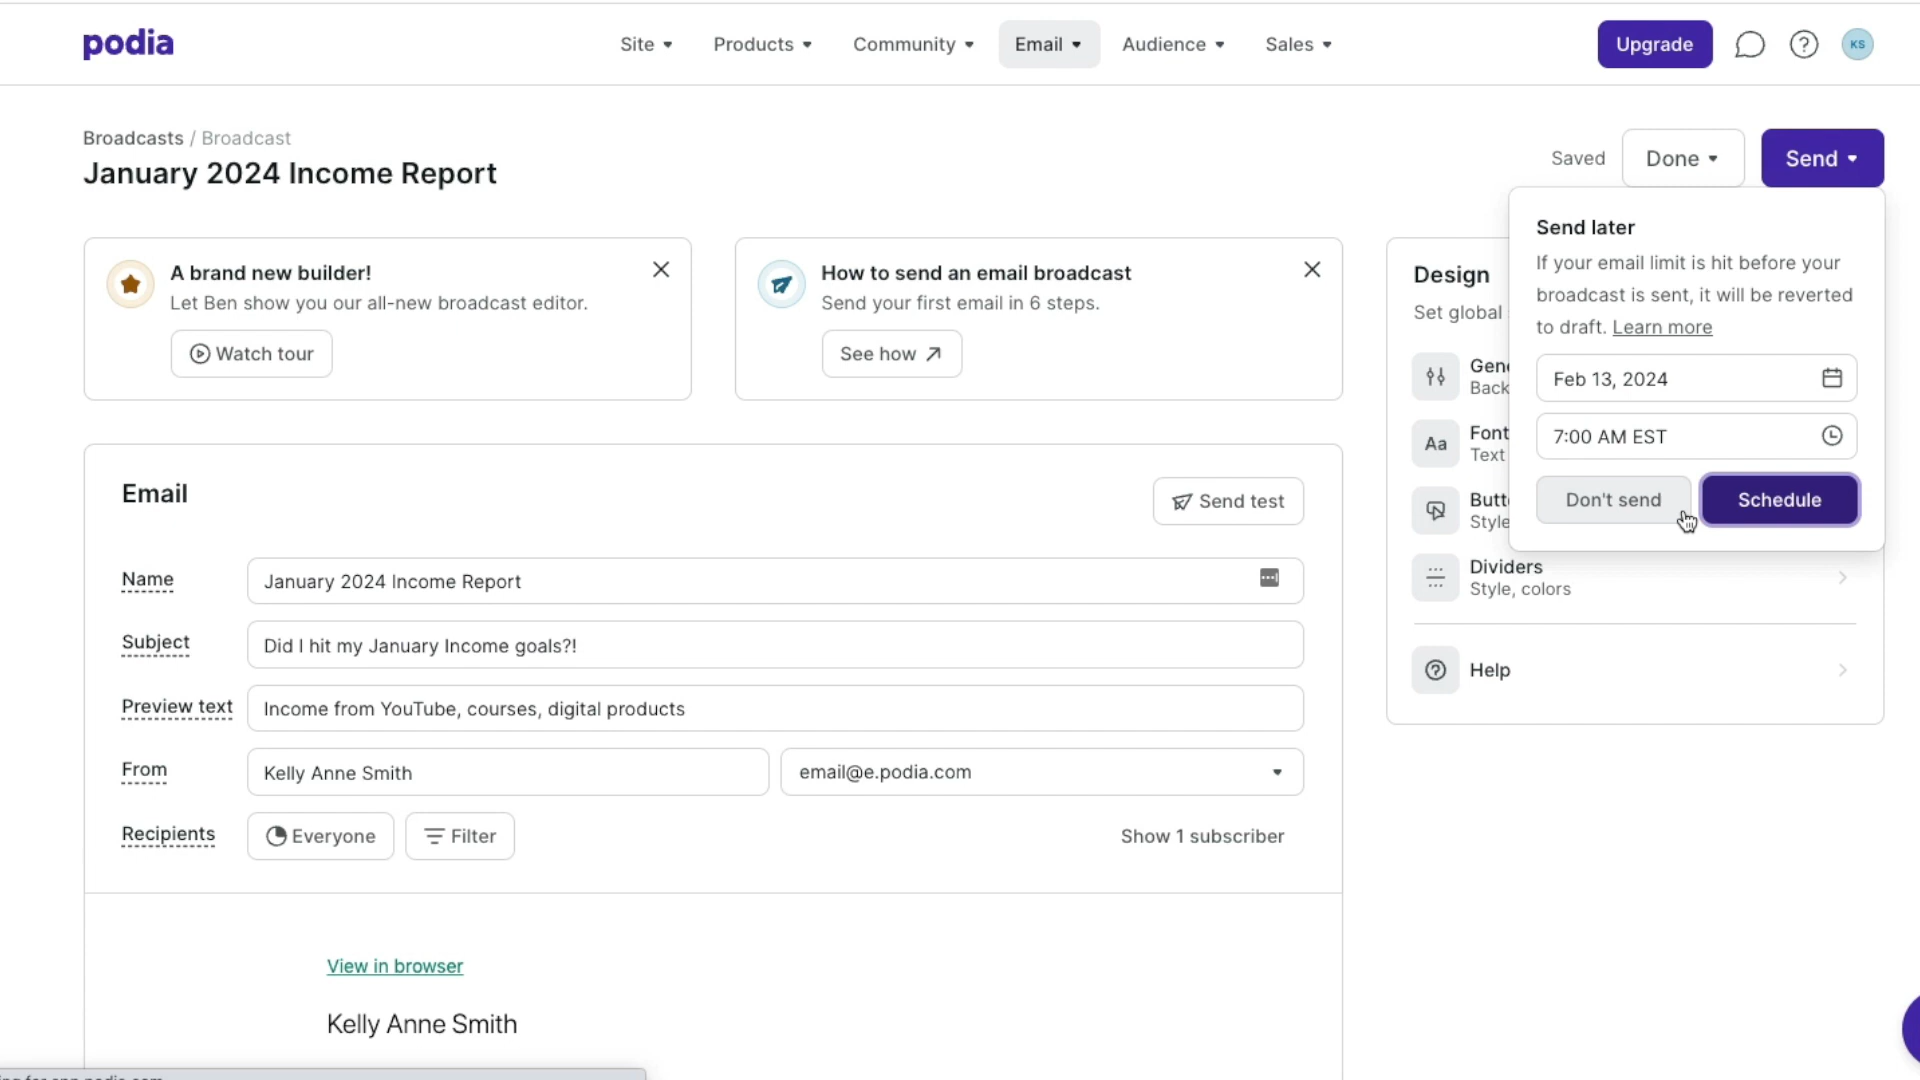 podia
Site
Products
Community
Email
Audience
Sales
Upgrade
KS
Broadcasts / Broadcast
January 2024 Income Report
Saved
Done
Send
A brand new builder!
Let Ben show you our all-new broadcast editor.
Watch tour
How to send an email broadcast
Send your first email in 6 steps.
See how
Design
Set global
Aa
Text
Style
Dividers
Style, colors
Help
Send later
If your email limit is hit before your
broadcast is sent, it will be reverted
to draft. Learn more
Feb 13, 2024
7:00 AM EST
Don't send
Schedule
Email
Send test
Name
January 2024 Income Report
Subject
Did I hit my January Income goals?!
Preview text
Income from YouTube, courses, digital products
From
Kelly Anne Smith
email@e.podia.com
Recipients
Everyone
Filter
Show 1 subscriber
View in browser
Kelly Anne Smith